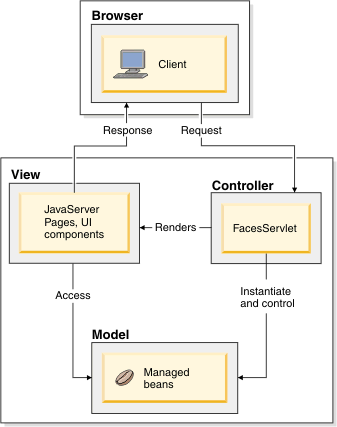 Browser
Client
Response
Request
View
Controller
JavaServer
Pages, UI
components
Renders
FacesServlet
Access
Instantiate
and control
Model
Managed
beans